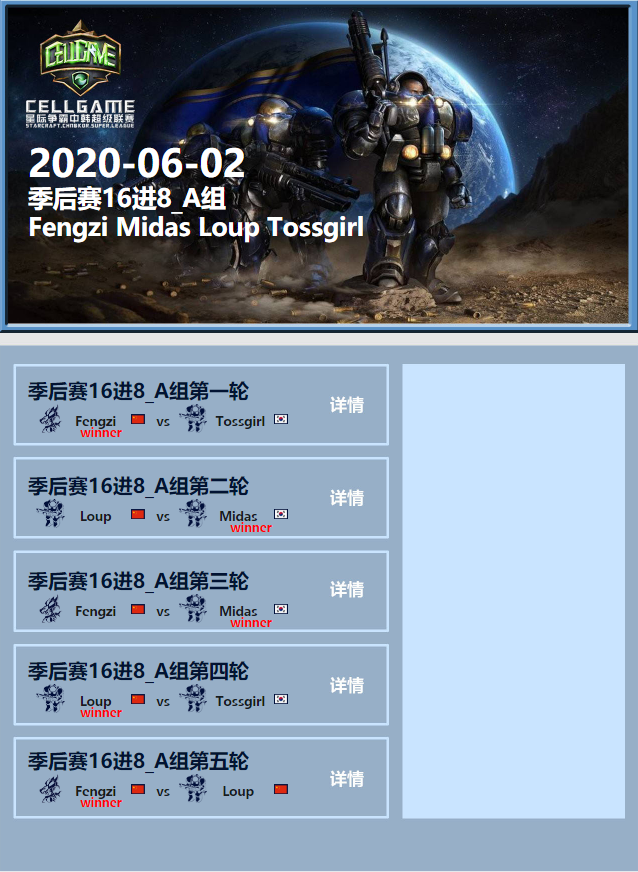 CELLGAME
CELLGAME
星际争霸中韩超级联赛
STARCRAFT.CHN&KOR.SUPER.LEAGUE
2020-06-02
季后赛16进8_A组
Fengzi Midas Loup Tossgirl
季后赛16进8_A组第一轮
详情
Fengzi vs Tossgirl
winner
季后赛16进8_A组第二轮
详情
Loup vs Midas
winner
季后赛16进8_A组第三轮
详情
Fengzi vs Midas
winner
季后赛16进8_A组第四轮
详情
Loup vs Tossgirl
winner
季后赛16进8_A组第五轮
详情
Fengzi vs Loup
winner